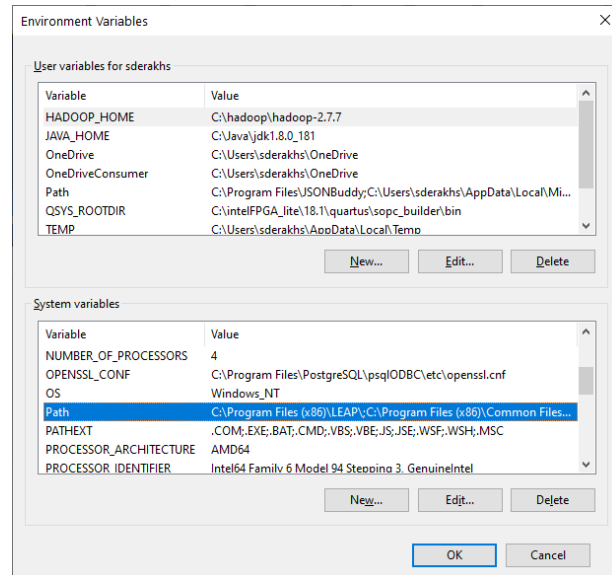 Environment Variables
User variables for sderakhs
Variable Value
HADOOP_HOME C:\hadoop\hadoop-2.7.7
JAVA_HOME C:\Java\jdk1.8.0_181
OneDrive C:\Users\sderakhs\OneDrive
OneDriveConsumer C:\Users\sderakhs\OneDrive
Path C:\Program Files\JSONBuddy;C:\Users\sderakhs\AppData\Local\Mi...
QSYS_ROOTDIR C:\intelFPGA_lite\18.1\quartus\sopc_builder\bin
TEMP C:\Users\sderakhs\AppData\Local\Temp
New... Edit... Delete
System variables
Variable Value
NUMBER_OF_PROCESSORS 4
OPENSSL_CONF C:\Program Files\PostgreSQL\psqlODBC\etc\openssl.cnf
OS Windows_NT
Path C:\Program Files (x86)\LEAP\;C:\Program Files (x86)\Common Files...
PATHEXT .COM;.EXE;.BAT;.CMD;.VBS;.VBE;.JS;.JSE;.WSF;.WSH;.MSC
PROCESSOR_ARCHITECTURE AMD64
PROCESSOR_IDENTIFIER Intel64 Family 6 Model 94 Stepping 3, GenuineIntel
New... Edit... Delete
OK Cancel